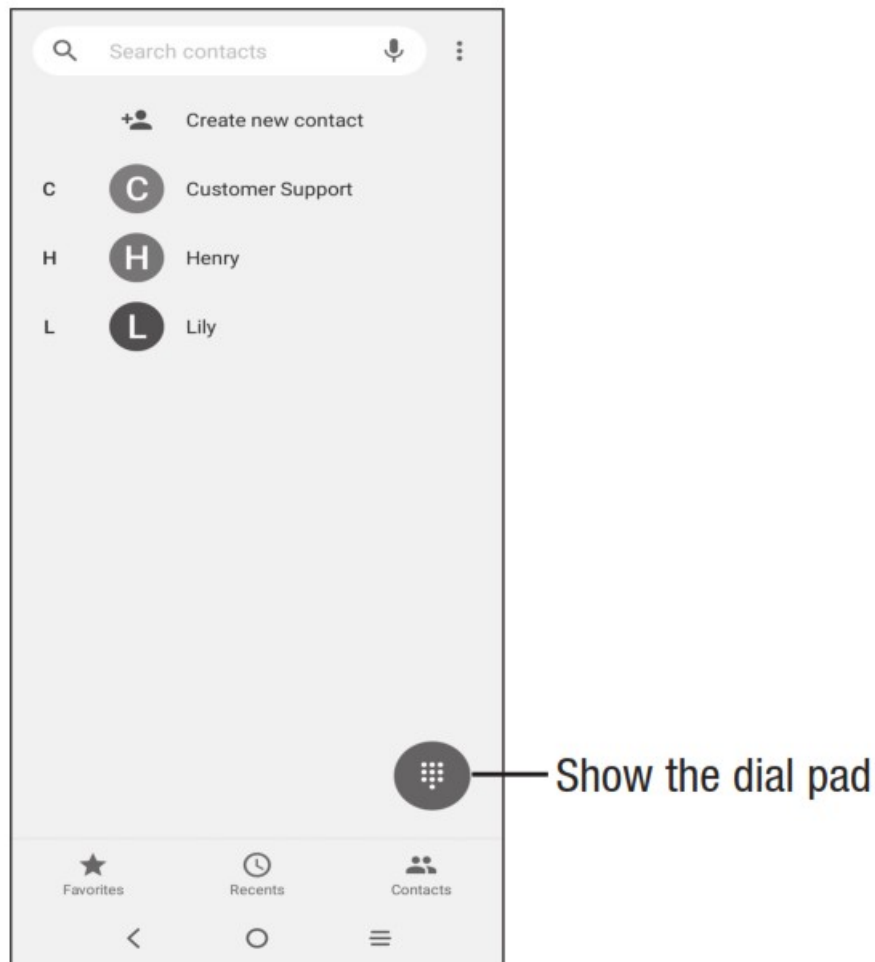 Search contacts
Create new contact
C C Customer Support
H H Henry
L L Lily
Show the dial pad
Favorites Recents Contacts